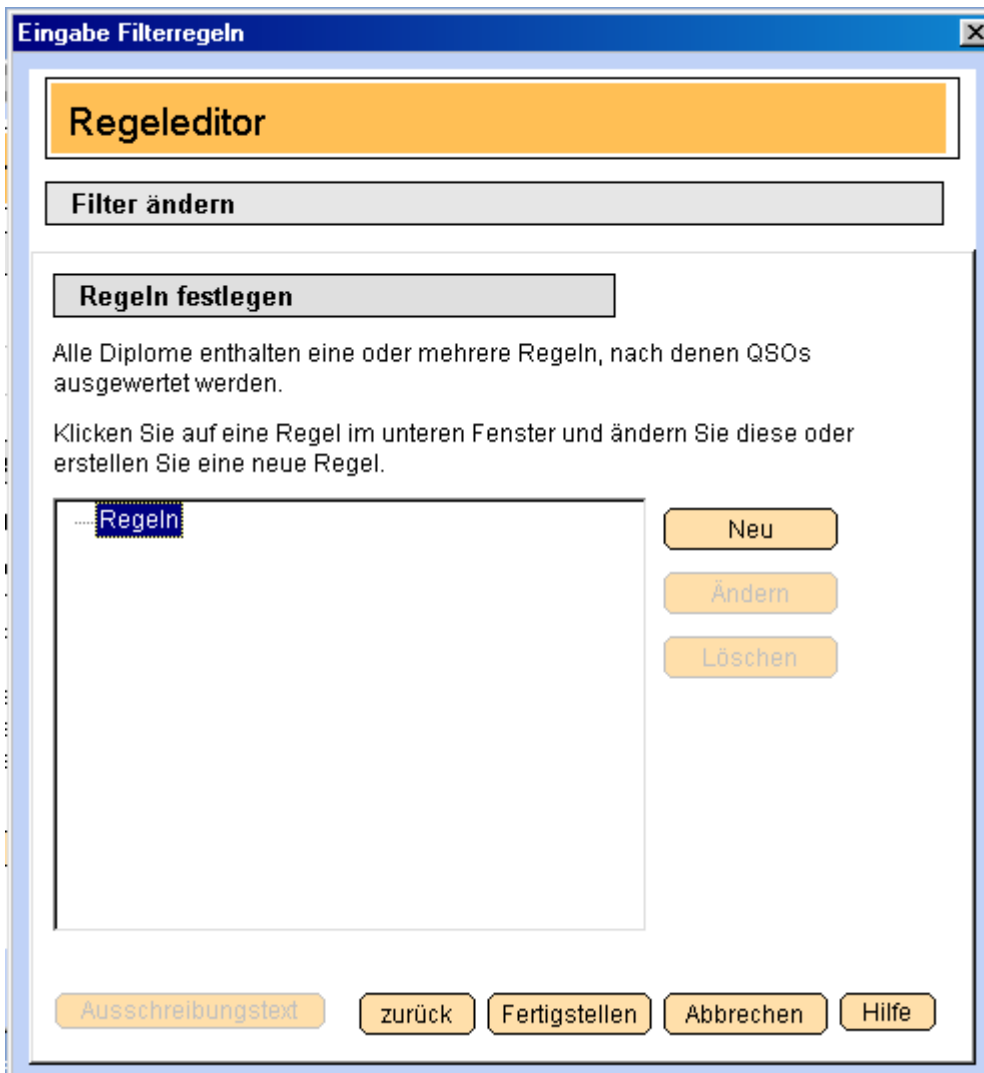 Eingabe Filterregeln
Regeleditor
Filter ändern
Regeln festlegen
Alle Diplome enthalten eine oder mehrere Regeln, nach denen QSOs
ausgewertet werden.
Klicken Sie auf eine Regel im unteren Fenster und ändern Sie diese oder
erstellen Sie eine neue Regel.
Regeln
Neu
Ändern
Löschen
Ausschreibungstext
zurück
Fertigstellen
Abbrechen
Hilfe